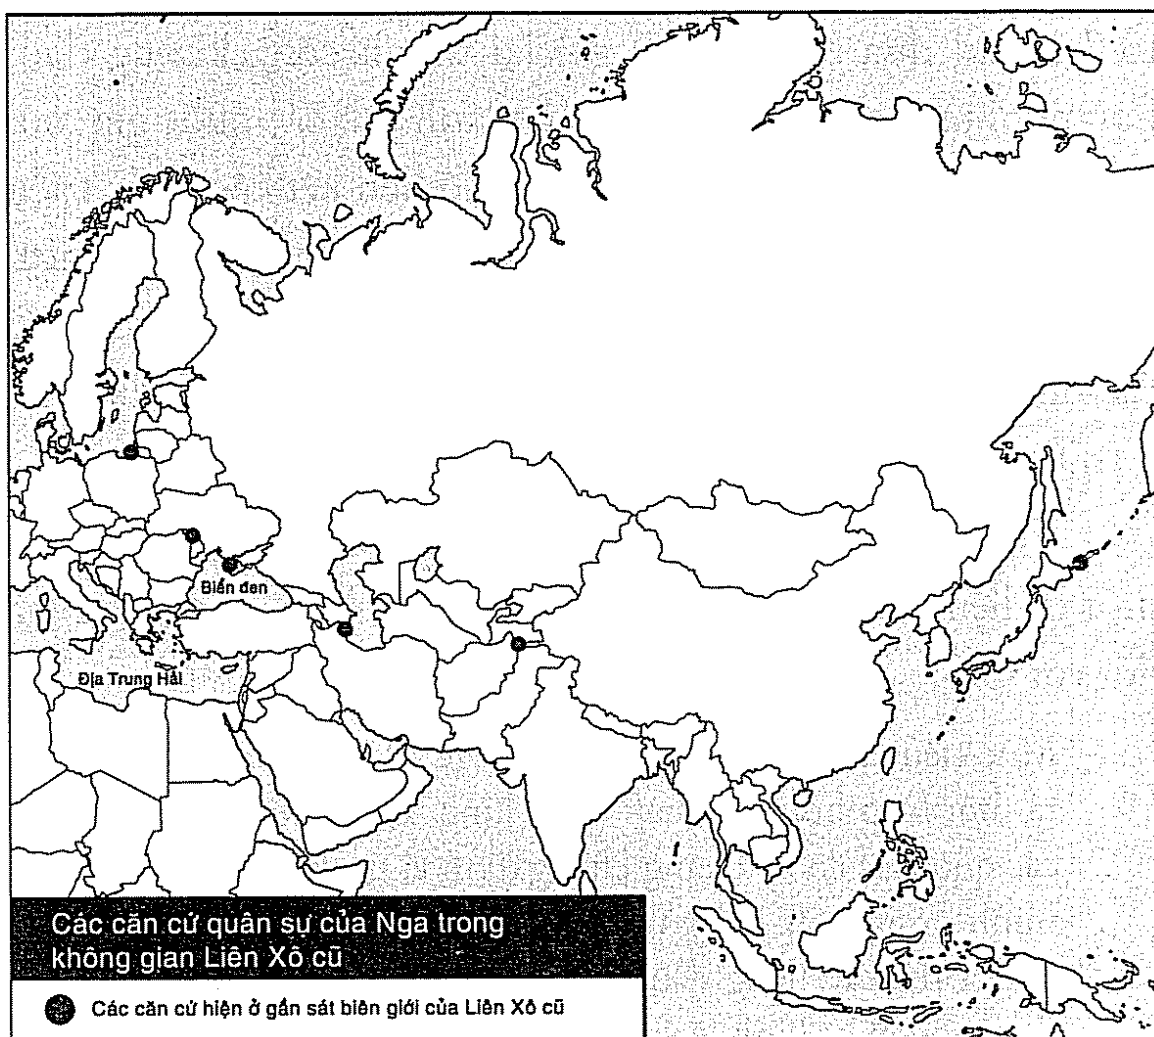 Biển đen
Địa Trung Hải
Các căn cứ quân sự của Nga trong
không gian Liên Xô cũ
Các căn cứ hiện ở gần sát biên giới của Liên Xô cũ